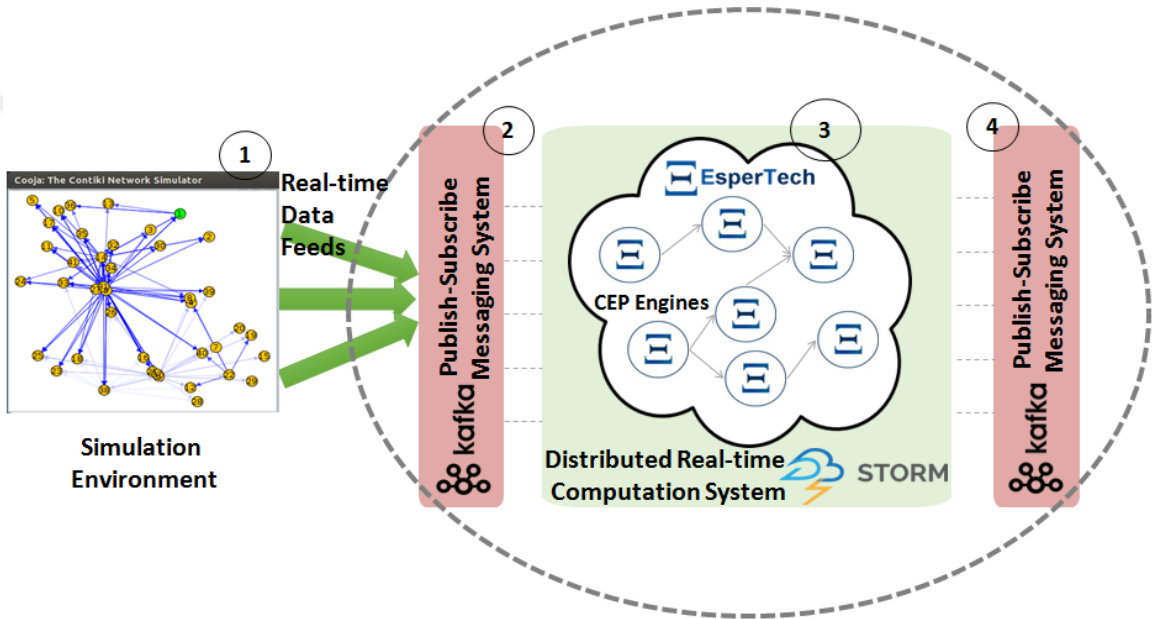 1
2
3
4
Cooja: The Contiki Network Simulator
Real-time
Data
Feeds
Simulation
Environment
Publish-Subscribe
Messaging System
kafka
EsperTech
CEP Engines
Distributed Real-time
Computation System
STORM
Publish-Subscribe
Messaging System
kafka